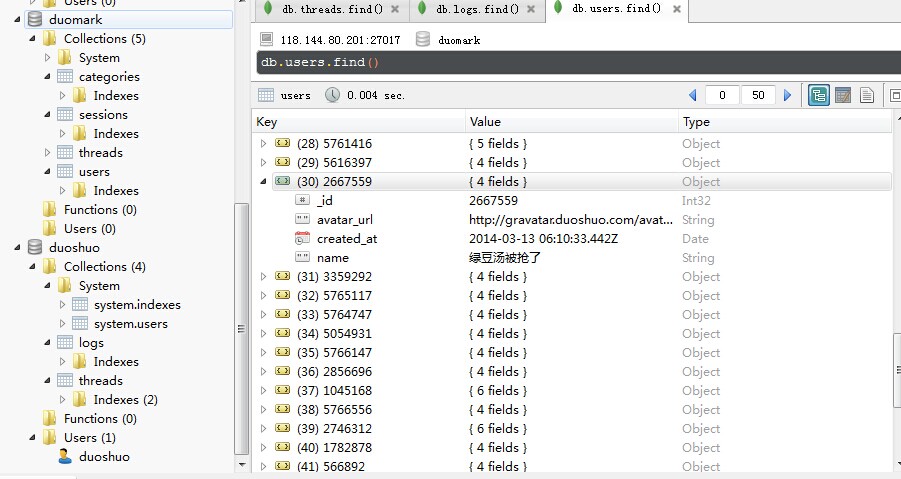 Users (0)
duomark
Collections (5)
System
categories
Indexes
sessions
Indexes
threads
users
Indexes
Functions (0)
Users (0)
duoshuo
Collections (4)
System
system.indexes
system.users
logs
Indexes
threads
Indexes (2)
Functions (0)
Users (1)
duoshuo
db.threads.find() db.logs.find() db.users.find()
118.144.80.201:27017 duomark
db.users.find()
users 0.004 sec. 0 50
Key Value Type
(28) 5761416 { 5 fields } Object
(29) 5616397 { 4 fields } Object
(30) 2667559 { 4 fields } Object
_id 2667559 Int32
avatar_url http://gravatar.duoshuo.com/avat... String
created_at 2014-03-13 06:10:33.442Z Date
name 绿豆汤被抢了 String
(31) 3359292 { 4 fields } Object
(32) 5765117 { 4 fields } Object
(33) 5764747 { 4 fields } Object
(34) 5054931 { 4 fields } Object
(35) 5766147 { 4 fields } Object
(36) 2856696 { 4 fields } Object
(37) 1045168 { 6 fields } Object
(38) 5766556 { 4 fields } Object
(39) 2746312 { 6 fields } Object
(40) 1782878 { 4 fields } Object
(41) 566892 { 4 fields } Object